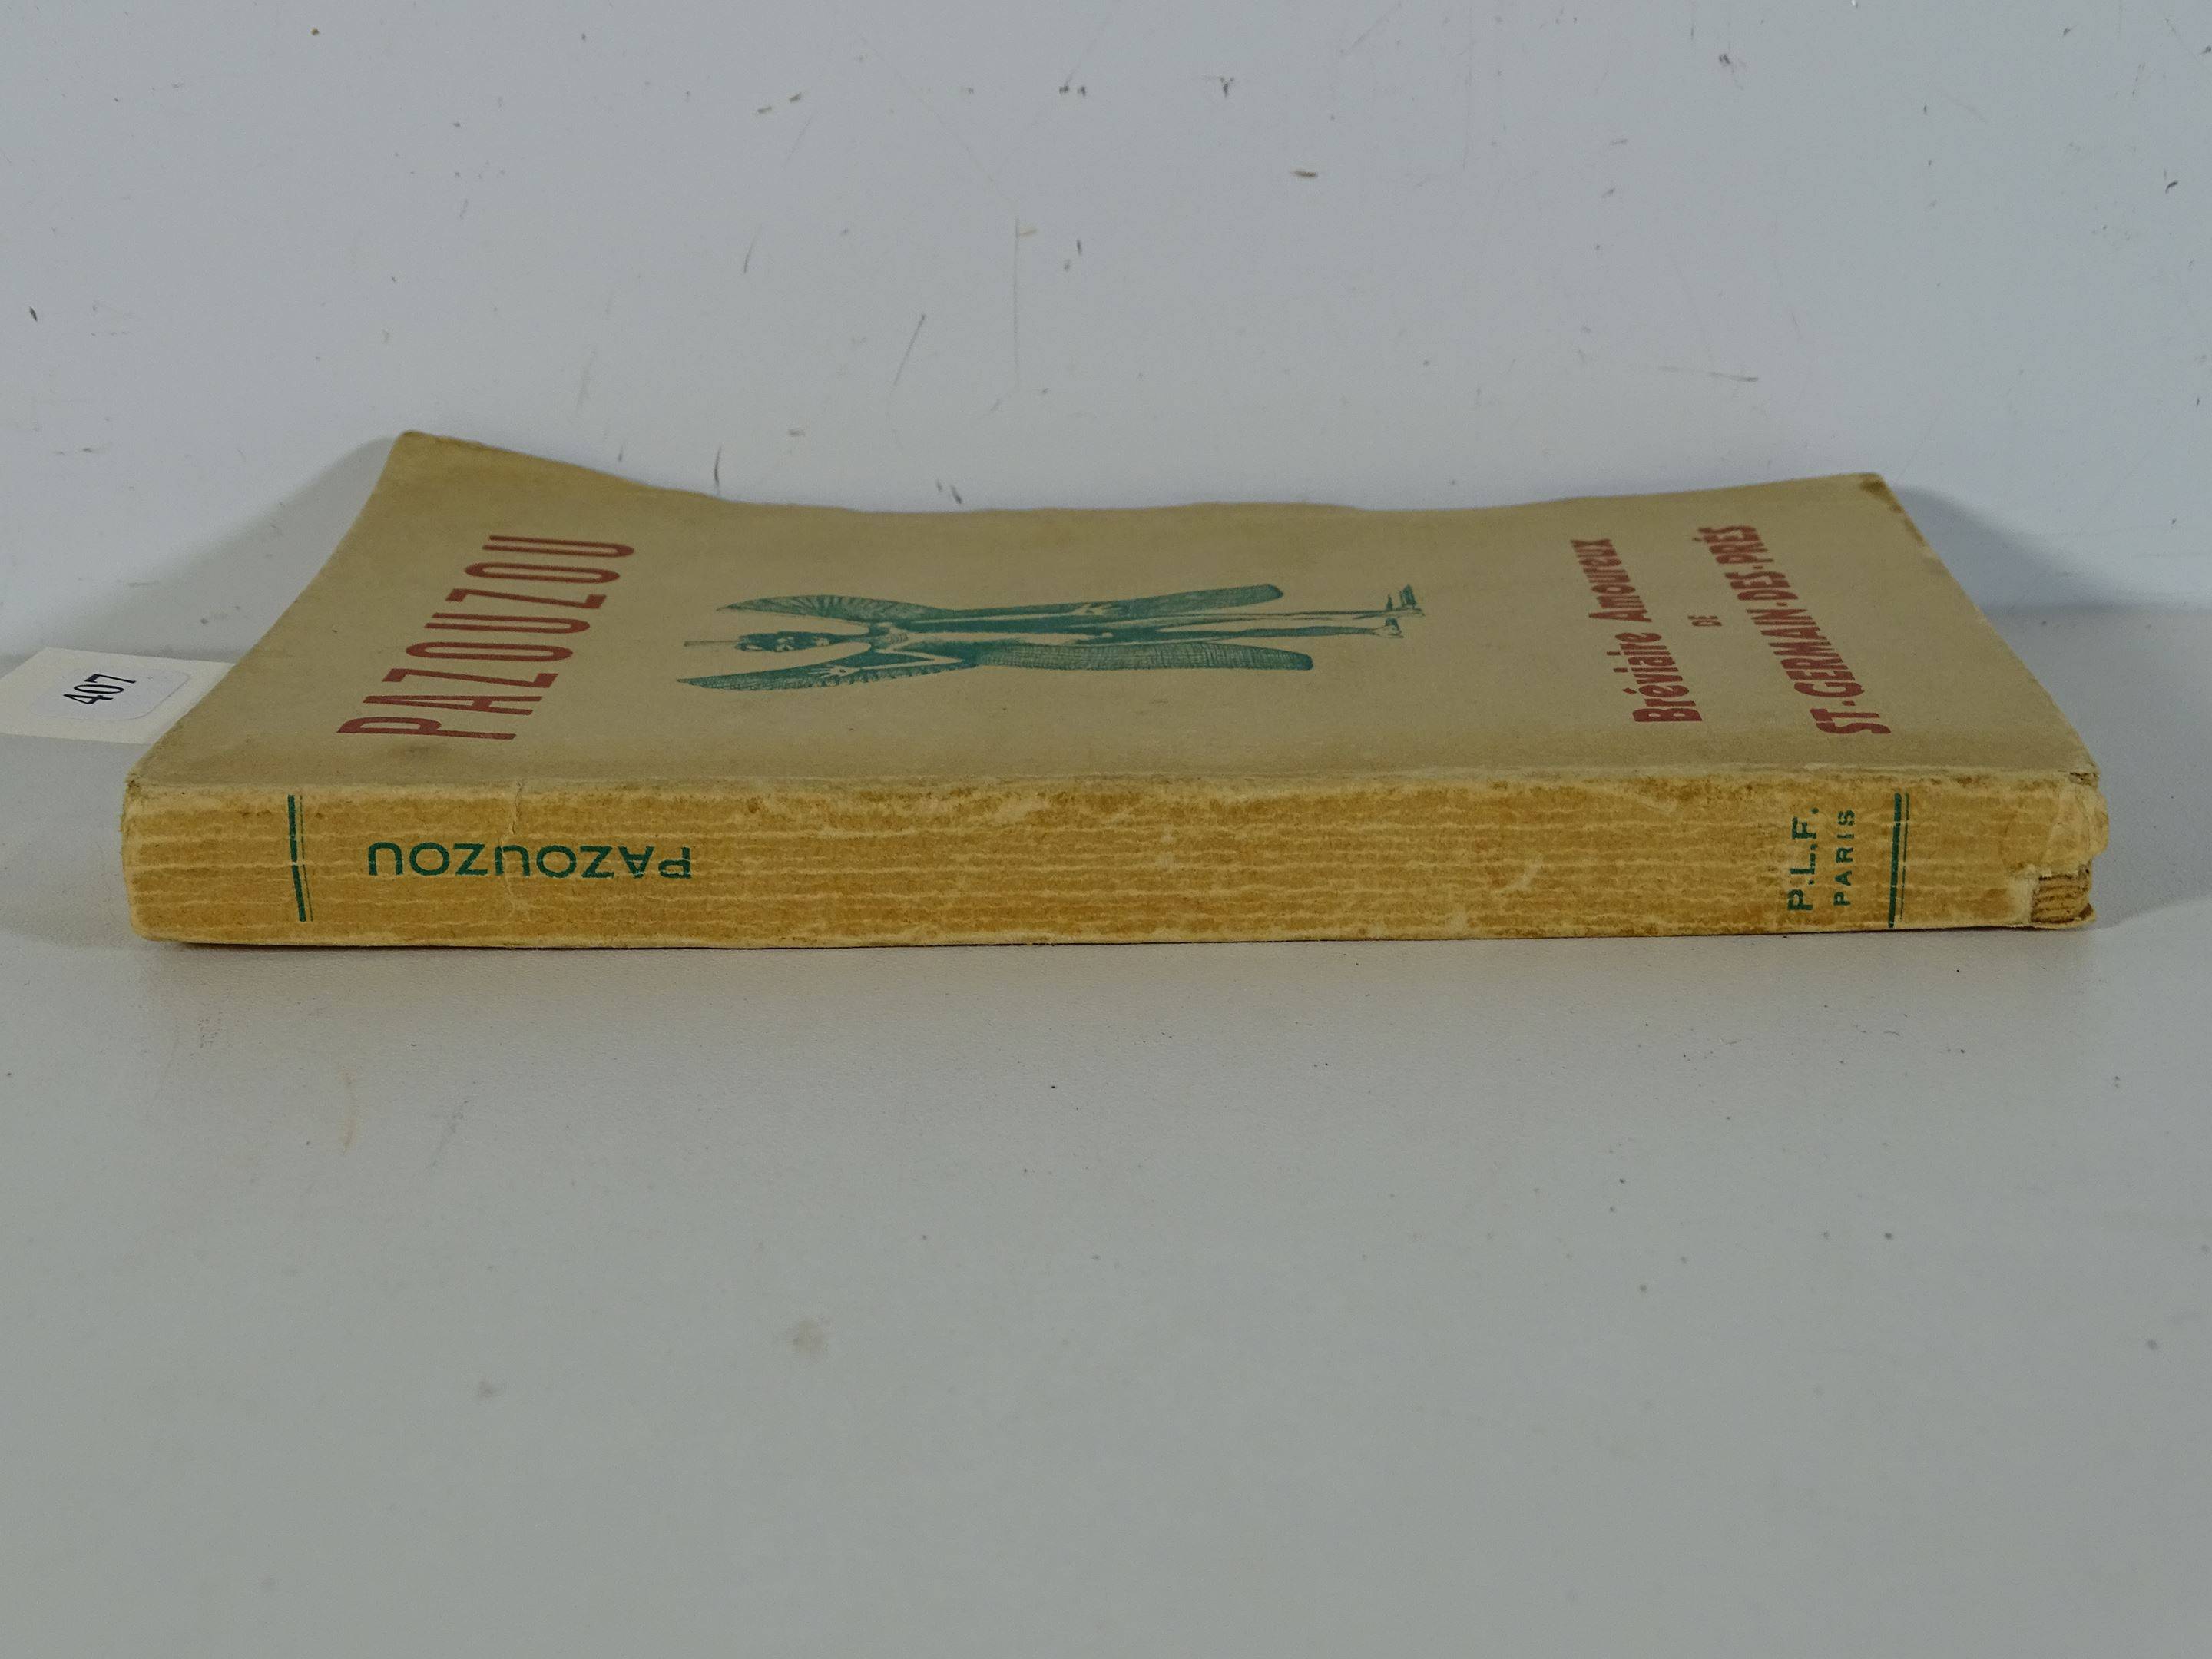 PAZOUZOU
Bréviaire Amoureux
DE
ST-GERMAIN-DES-PRÉS
PAZOUZOU
P.L.F.
PARIS
407